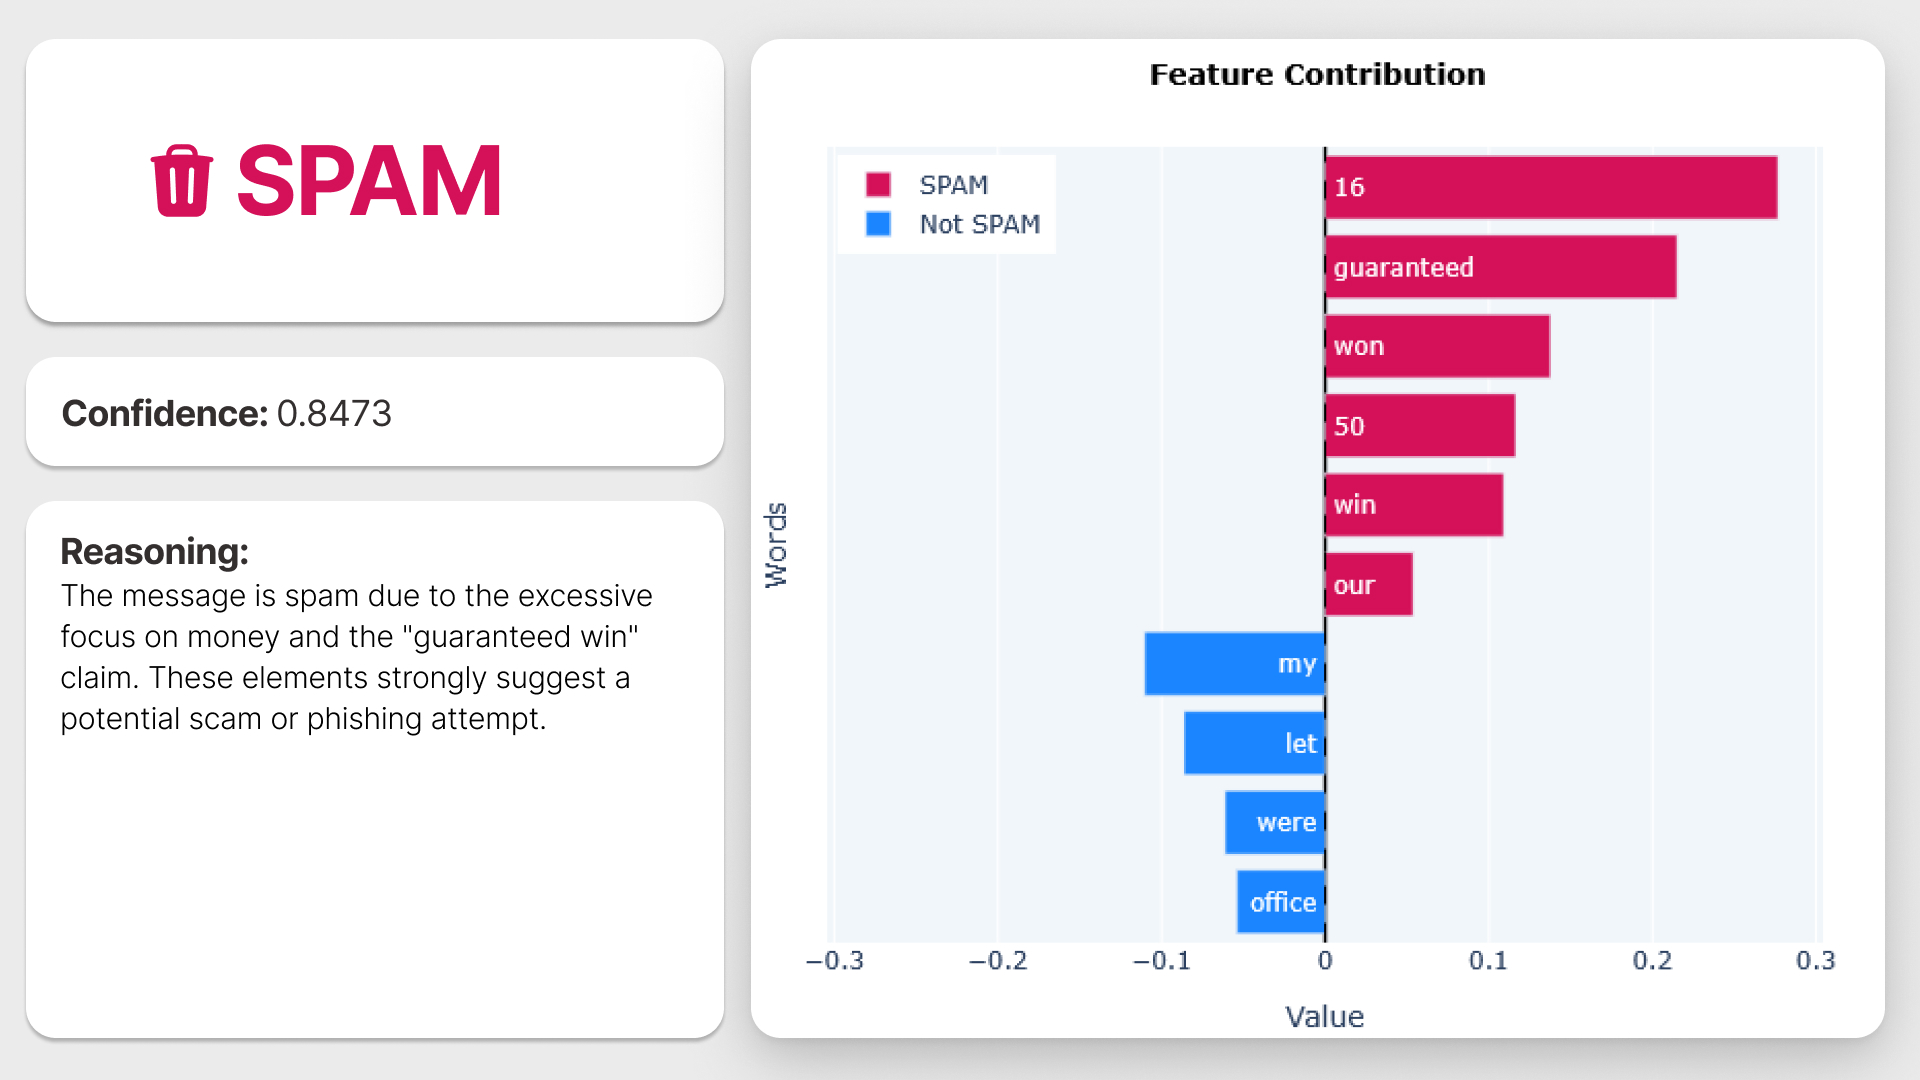 SPAM
Confidence: 0.8473
Reasoning:
The message is spam due to the excessive
focus on money and the "guaranteed win"
claim. These elements strongly suggest a
potential scam or phishing attempt.
Feature Contribution
SPAM
Not SPAM
Words
16
guaranteed
won
50
win
our
my
let
were
office
−0.3 −0.2 −0.1 0 0.1 0.2 0.3
Value